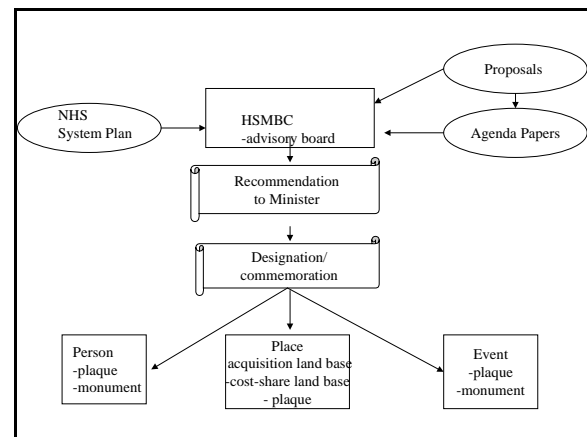 Proposals
NHS
System Plan
HSMBC
-advisory board
Agenda Papers
Recommendation
to Minister
Designation/
commemoration
Person
-plaque
-monument
Place
acquisition land base
-cost-share land base
- plaque
Event
-plaque
-monument